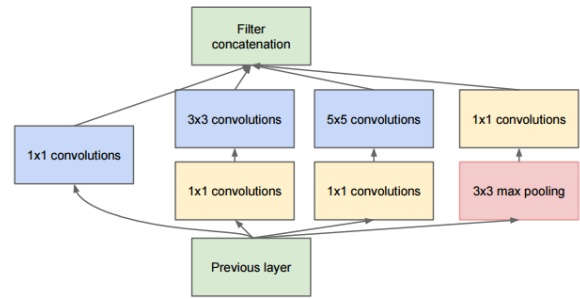 Filter
concatenation
3x3 convolutions
5x5 convolutions
1x1 convolutions
1x1 convolutions
1x1 convolutions
1x1 convolutions
3x3 max pooling
Previous layer